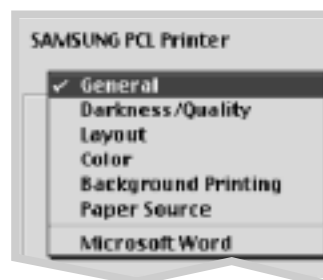 SAMSUNG PCL Printer
✓ General
Darkness/Quality
Layout
Color
Background Printing
Paper Source
Microsoft Word